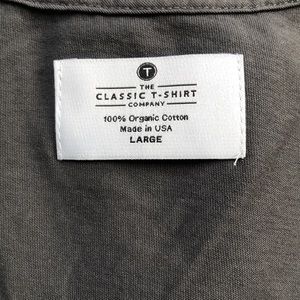 T
THE
CLASSIC T-SHIRT
COMPANY
100% Organic Cotton
Made in USA
LARGE